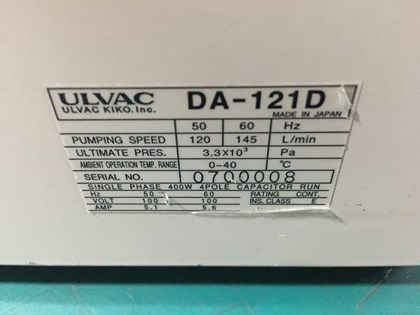 ULVAC DA-121D
ULVAC KIKO. Inc. MADE IN JAPAN
50 60 Hz
PUMPING SPEED 120 145 L/min
ULTIMATE PRES. 3.3X10³ Pa
AMBIENT OPERATION TEMP. RANGE 0-40 °C
SERIAL NO. 0700008
SINGLE PHASE 400W 4POLE CAPACITOR RUN
Hz 50 60 RATING CONT.
VOLT 100 100 INS. CLASS E
AMP 5.1 5.6